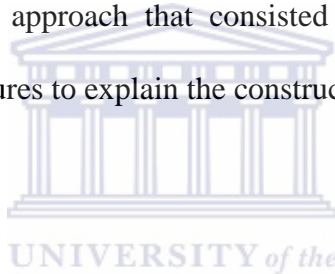 approach that consisted
ures to explain the construc
UNIVERSITY of the